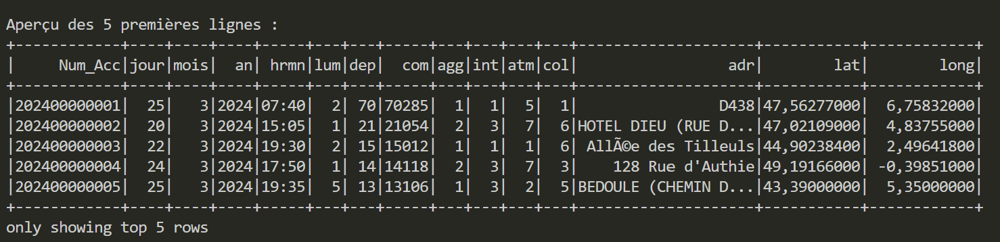 Aperçu des 5 premières lignes :
+------------+----+----+----+-----+---+---+-----+---+---+---+---+--------------------+-----------+------------+
|     Num_Acc|jour|mois|  an| hrmn|lum|dep|  com|agg|int|atm|col|                 adr|        lat|        long|
+------------+----+----+----+-----+---+---+-----+---+---+---+---+--------------------+-----------+------------+
|202400000001|  25|   3|2024|07:40|  2| 70|70285|  1|  1|  5|  1|                D438|47,56277000|  6,75832000|
|202400000002|  20|   3|2024|15:05|  1| 21|21054|  2|  3|  7|  6|HOTEL DIEU (RUE D...|47,02109000|  4,83755000|
|202400000003|  22|   3|2024|19:30|  2| 15|15012|  1|  1|  1|  6| AllÃ©e des Tilleuls|44,90238400|  2,49641800|
|202400000004|  24|   3|2024|17:50|  1| 14|14118|  2|  3|  7|  3|    128 Rue d'Authie|49,19166000| -0,39851000|
|202400000005|  25|   3|2024|19:35|  5| 13|13106|  1|  3|  2|  5|BEDOULE (CHEMIN D...|43,39000000|  5,35000000|
+------------+----+----+----+-----+---+---+-----+---+---+---+---+--------------------+-----------+------------+
only showing top 5 rows